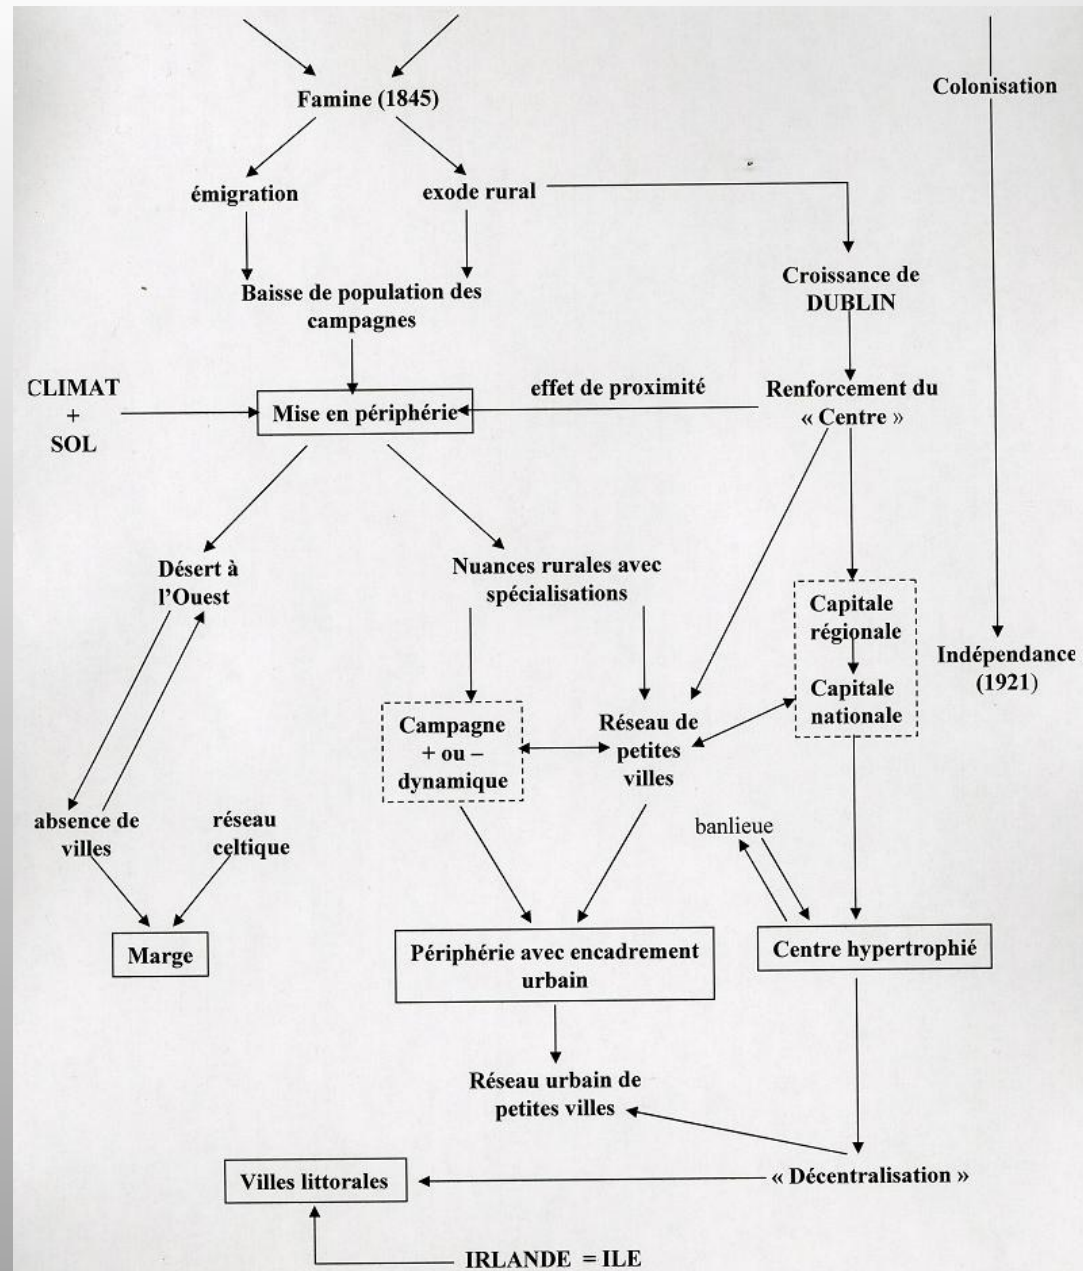 Colonisation
Famine (1845)
émigration
exode rural
Croissance de
DUBLIN
Baisse de population des
campagnes
CLIMAT
+
SOL
Mise en périphérie
effet de proximité
Renforcement du
« Centre »
Désert à
l'Ouest
Nuances rurales avec
spécialisations
Capitale
régionale
Capitale
nationale
Indépendance
(1921)
Campagne
+ ou –
dynamique
Réseau de
petites
villes
absence de
villes
réseau
celtique
banlieue
Marge
Périphérie avec encadrement
urbain
Centre hypertrophié
Réseau urbain de
petites villes
Villes littorales
« Décentralisation »
IRLANDE = ILE